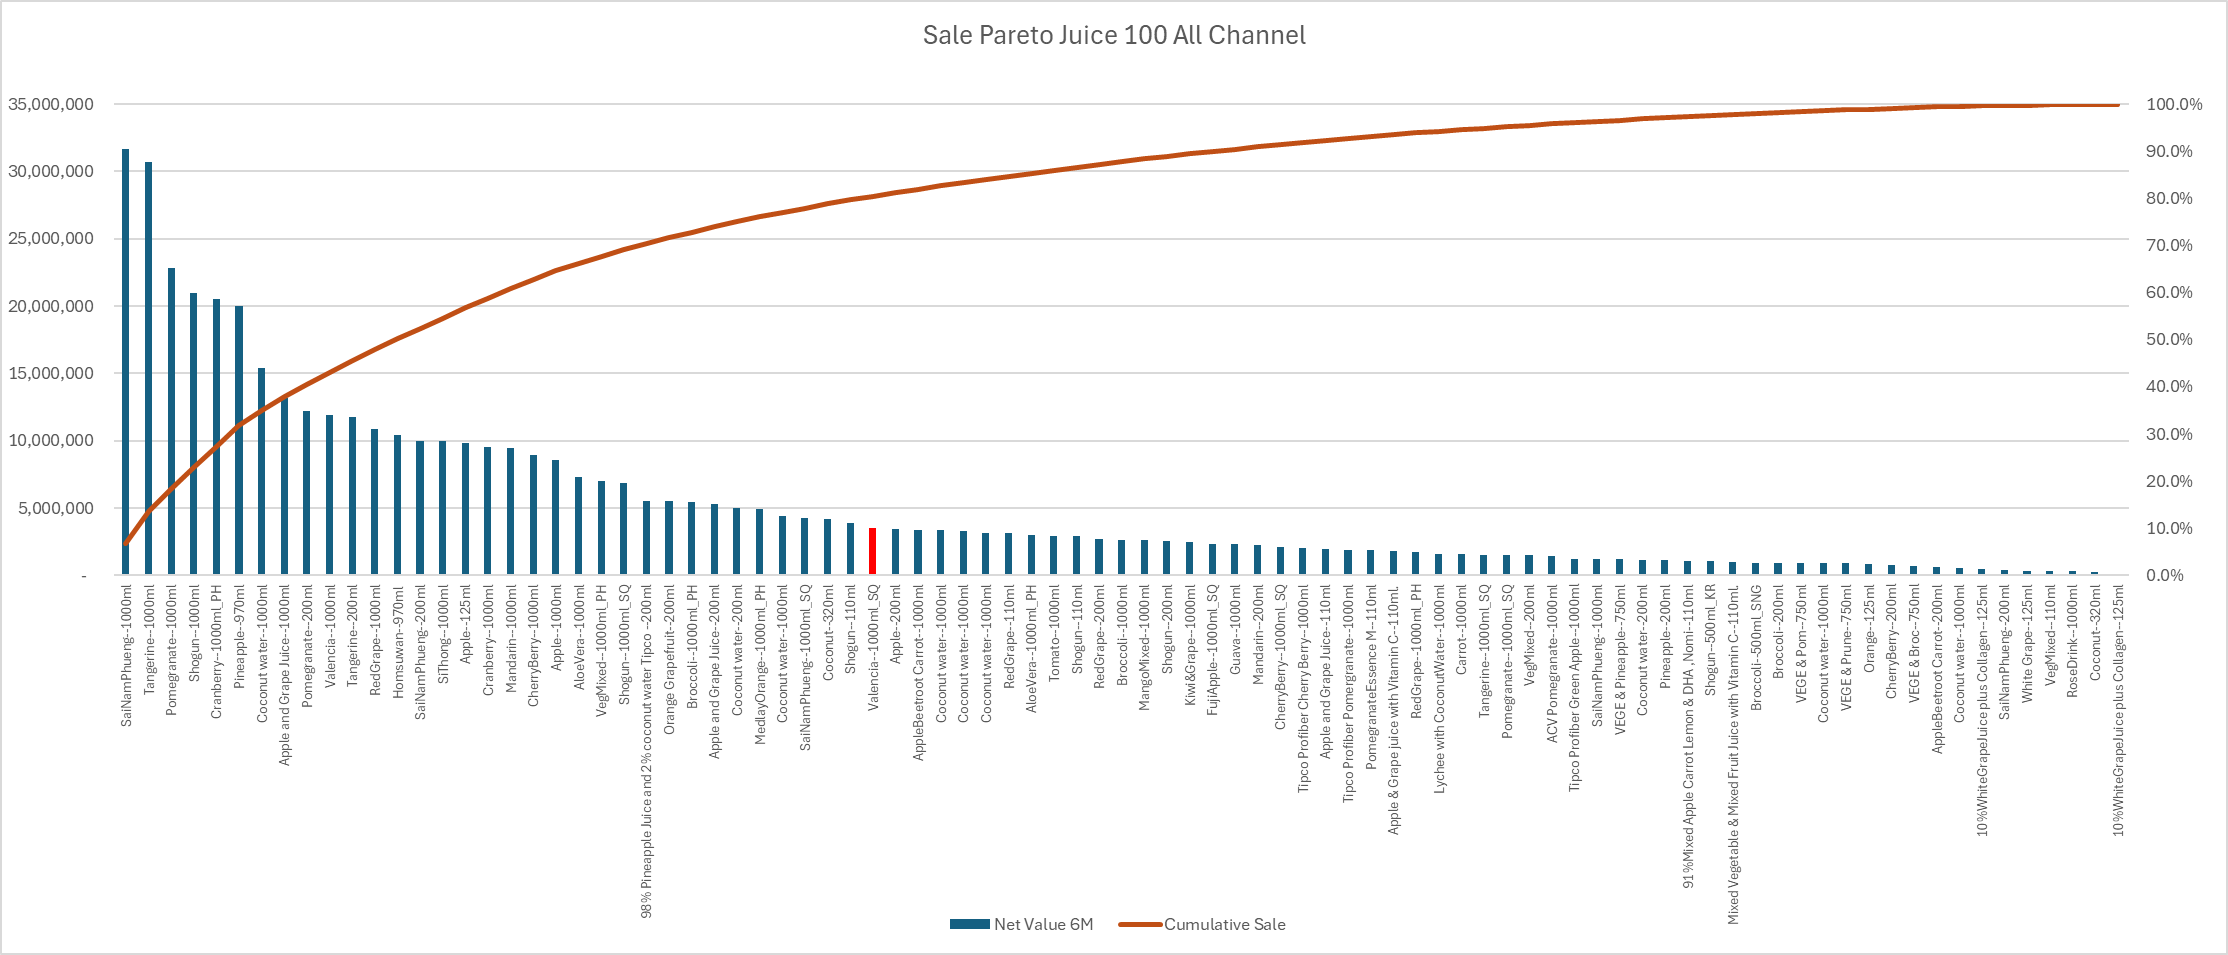 Sale Pareto Juice 100 All Channel
35,000,000
30,000,000
25,000,000
20,000,000
15,000,000
10,000,000
5,000,000
-
100.0%
90.0%
80.0%
70.0%
60.0%
50.0%
40.0%
30.0%
20.0%
10.0%
0.0%
SaiNamPhueng--1000ml
Tangerine--1000ml
Pomegranate--1000ml
Shogun--1000ml
Cranberry--1000ml_PH
Pineapple--970ml
Coconut water--1000ml
Apple and Grape Juice--1000ml
Pomegranate--200ml
Valencia--1000ml
Tangerine--200ml
RedGrape--1000ml
Homsuwan--970ml
SaiNamPhueng--200ml
SiThong--1000ml
Apple--125ml
Cranberry--1000ml
Mandarin--1000ml
CherryBerry--1000ml
Apple--1000ml
AloeVera--1000ml
VegMixed--1000ml_PH
Shogun--1000ml_SQ
98% Pineapple Juice and 2% coconut water Tipco --200ml
Orange Grapefruit--200ml
Broccoli--1000ml_PH
Apple and Grape Juice--200ml
Coconut water--200ml
MedlayOrange--1000ml_PH
Coconut water--1000ml
SaiNamPhueng--1000ml_SQ
Coconut--320ml
Shogun--110ml
Valencia--1000ml_SQ
Apple--200ml
AppleBeetroot Carrot--1000ml
Coconut water--1000ml
Coconut water--1000ml
Coconut water--1000ml
RedGrape--110ml
AloeVera--1000ml_PH
Tomato--1000ml
Shogun--110ml
RedGrape--200ml
Broccoli--1000ml
MangoMixed--1000ml
Shogun--200ml
Kiwi&Grape--1000ml
FujiApple--1000ml_SQ
Guava--1000ml
Mandarin--200ml
CherryBerry--1000ml_SQ
Tipco Profiber Cherry Berry--1000ml
Apple and Grape Juice--110ml
Tipco Profiber Pomergranate--1000ml
PomegranateEssence M--110ml
Apple & Grape juice with Vitamin C--110mL
RedGrape--1000ml_PH
Lychee with CoconutWater--1000ml
Carrot--1000ml
Tangerine--1000ml_SQ
Pomegranate--1000ml_SQ
VegMixed--200ml
ACV Pomegranate--1000ml
Tipco Profiber Green Apple--1000ml
SaiNamPhueng--1000ml
VEGE & Pineapple--750ml
Coconut water--200ml
Pineapple--200ml
91%Mixed Apple Carrot Lemon & DHA ,Nomi--110ml
Shogun--500ml_KR
Mixed Vegetable & Mixed Fruit Juice with Vitamin C--110mL
Broccoli--500ml_SNG
Broccoli--200ml
VEGE & Pom--750ml
Coconut water--1000ml
VEGE & Prune--750ml
Orange--125ml
CherryBerry--200ml
VEGE & Broc--750ml
AppleBeetroot Carrot--200ml
Coconut water--1000ml
10%WhiteGrapeJuice plus Collagen--125ml
SaiNamPhueng--200ml
White Grape--125ml
VegMixed--110ml
RoseDrink--1000ml
Coconut--320ml
10%WhiteGrapeJuice plus Collagen--125ml
Net Value 6M
Cumulative Sale